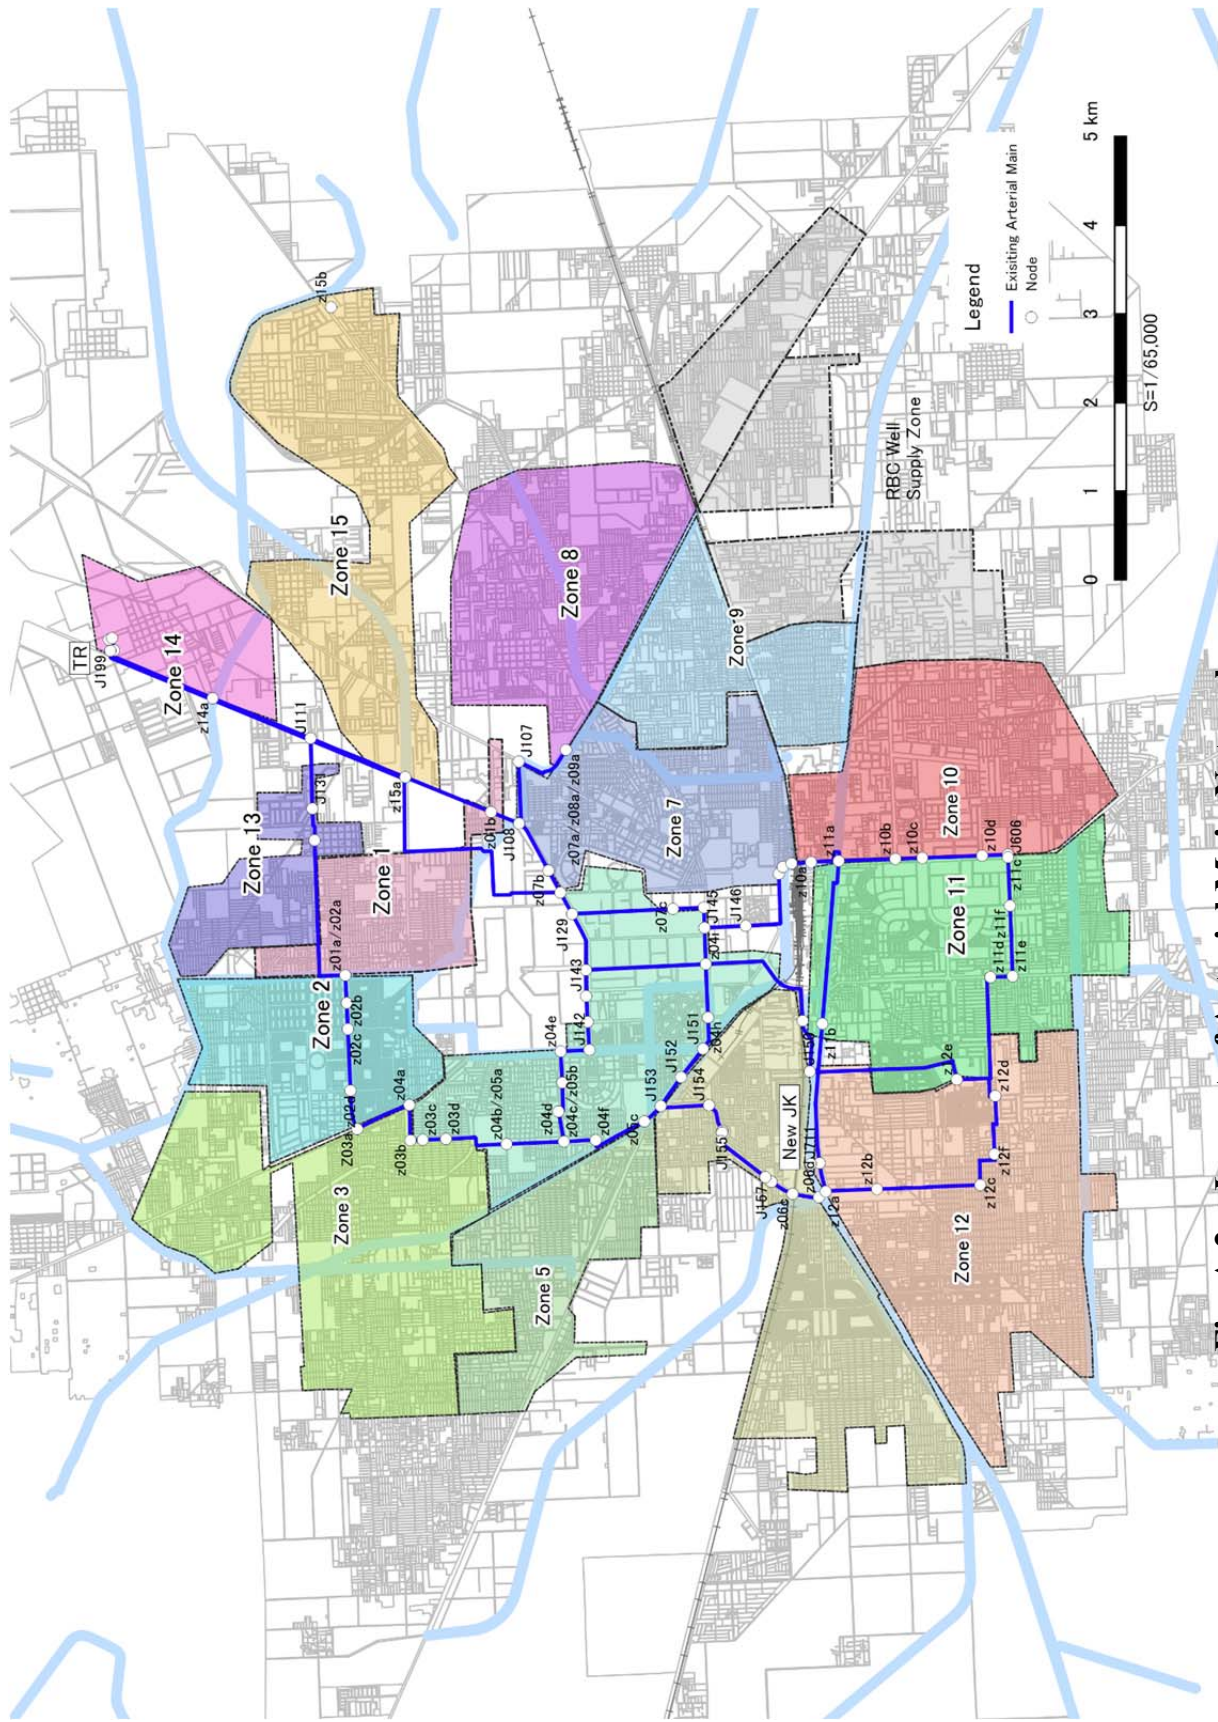 TR
J199
Zone 14
z14a
J111
J131
Zone 13
Zone 15
z15a
z15b
z01b
J108
J107
Zone 1
z01a/z02a
Zone 2
z02b
z02c
z02d
Z03a
z04a
z03b
z03c
z03d
Zone 3
z04b/z05a
z04e
z05b
z04d
z04c/
z04f
Zone 5
J129
J143
J142
z07b
z07a/z08a/z09a
Zone 8
Zone 9
Zone 7
z07c
J145
J146
z04i
J151
z04h
J152
J153
J154
J155
J157
z06c
z06d
J711
New JK
z11b
z11a
z10a
z10b
z10c
z10d
Zone 10
J606
z11c
z11f
z11d
z11e
Zone 11
z12d
z12f
z12c
z12b
z12a
Zone 12
RBC Well
Supply Zone
Legend
Exisiting Arterial Main
Node
0 1 2 3 4 5 km
S=1/65,000